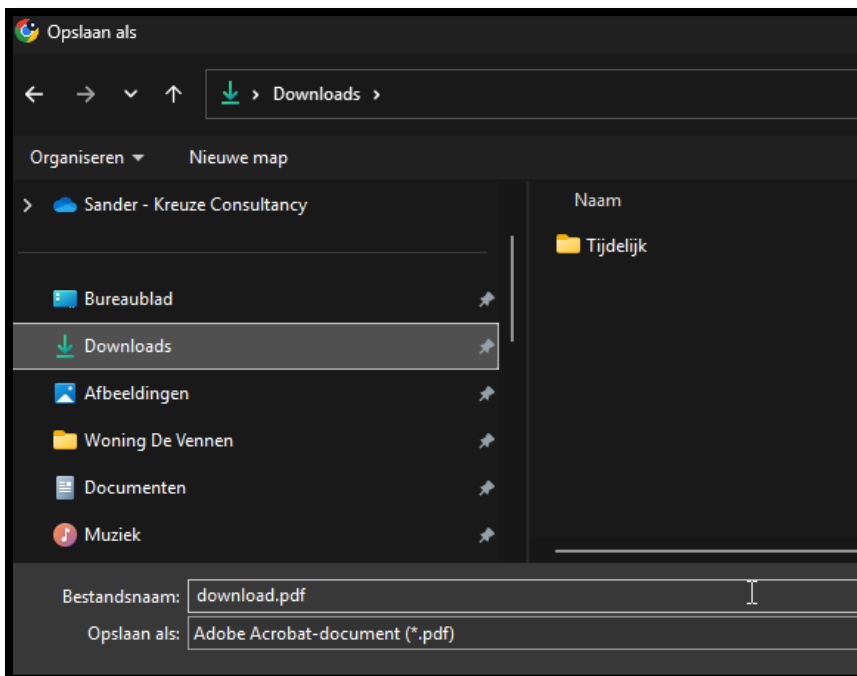 Opslaan als
Downloads
Organiseren Nieuwe map
Sander - Kreuze Consultancy
Naam
Tijdelijk
Bureaublad
Downloads
Afbeeldingen
Woning De Vennen
Documenten
Muziek
Bestandsnaam: download.pdf
Opslaan als: Adobe Acrobat-document (*.pdf)